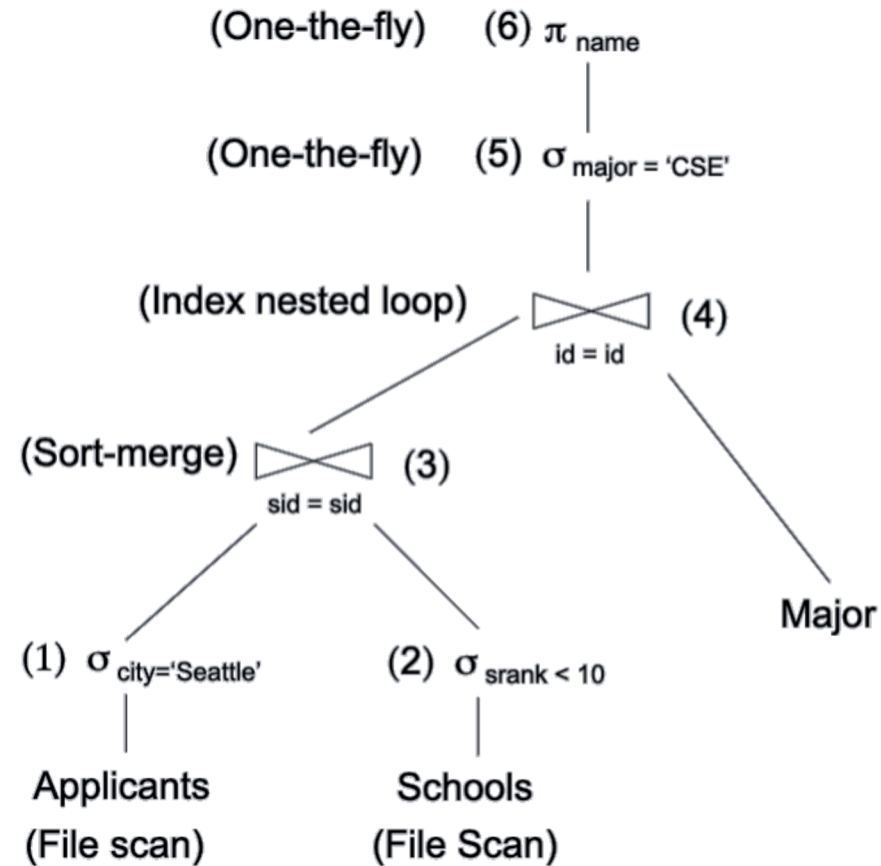 (One-the-fly) (6) π name
(One-the-fly) (5) σ major = ‘CSE’
(Index nested loop) (4)
id = id
(Sort-merge) (3)
sid = sid
Major
(1) σ city=‘Seattle’ (2) σ srank < 10
Applicants Schools
(File scan) (File Scan)